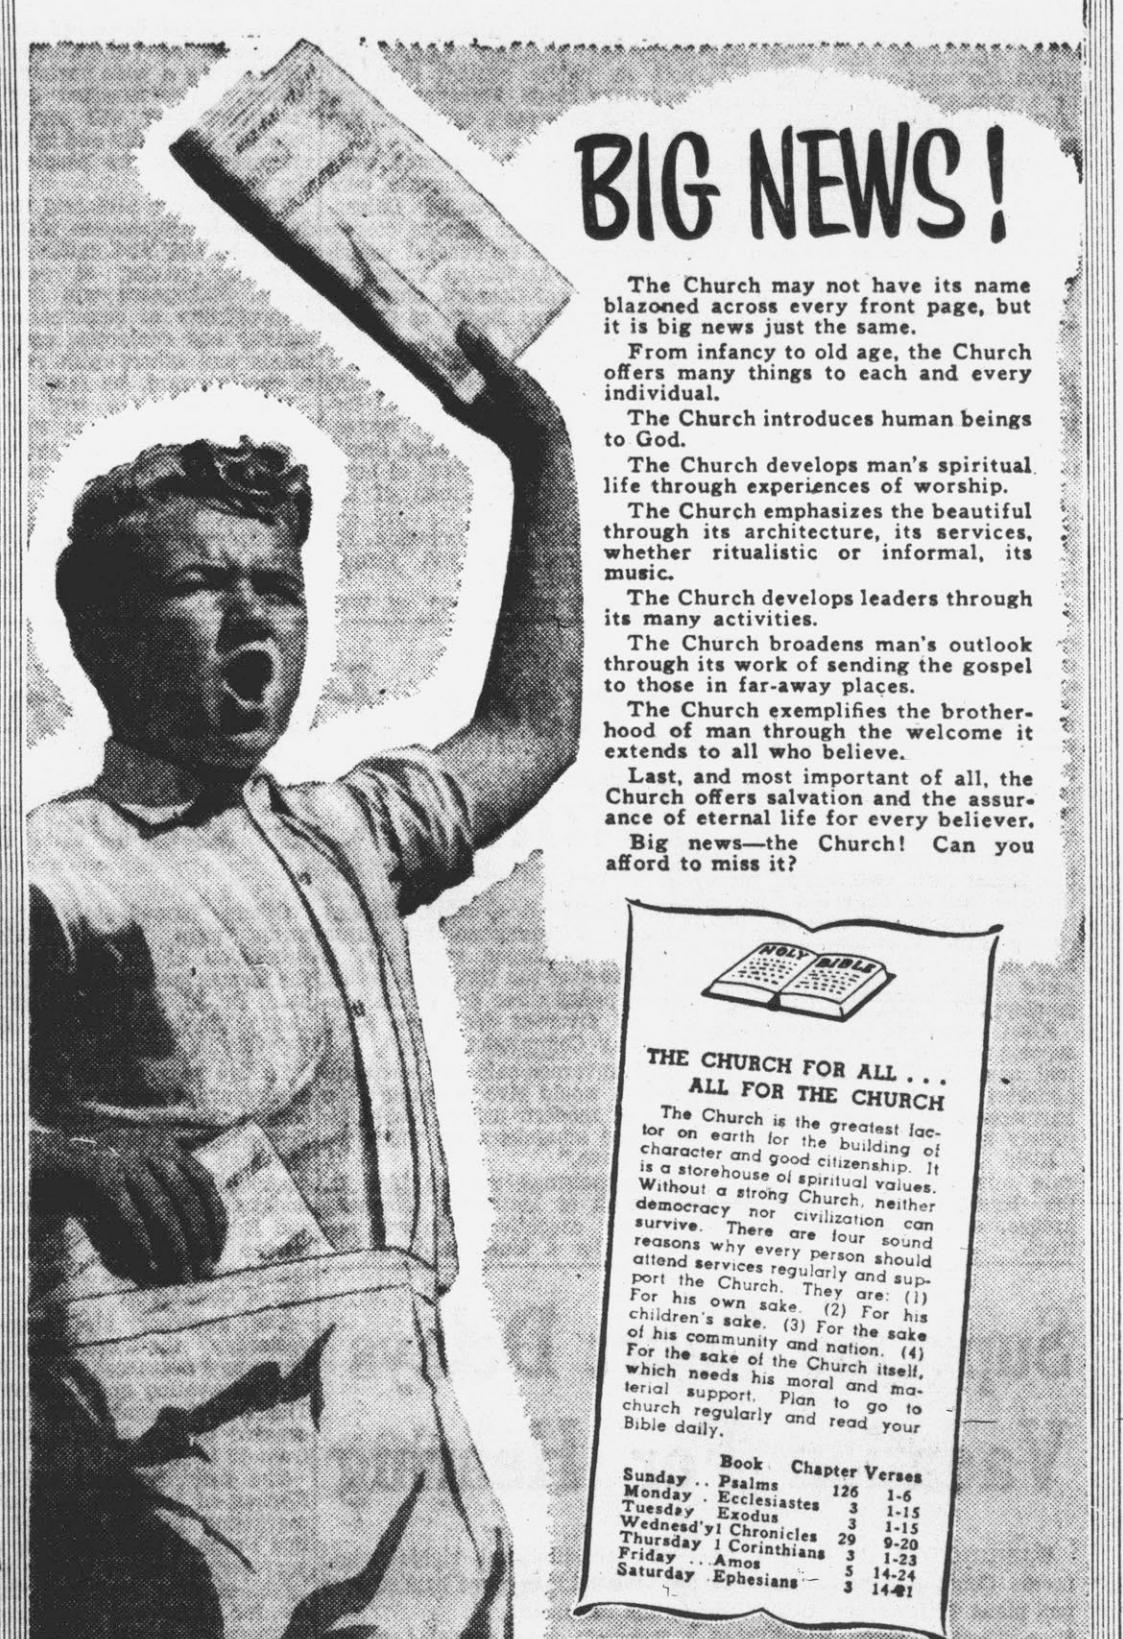 BIG NEWS!
The Church may not have its name
blazoned across every front page, but
it is big news just the same.
From infancy to old age, the Church
offers many things to each and every
individual.
The Church introduces human beings
to God.
The Church develops man's spiritual
life through experiences of worship.
The Church emphasizes the beautiful
through its architecture, its services,
whether ritualistic or informal, its
music.
The Church develops leaders through
its many activities.
The Church broadens man's outlook
through its work of sending the gospel
to those in far-away places.
The Church exemplifies the brother-
hood of man through the welcome it
extends to all who believe.
Last, and most important of all, the
Church offers salvation and the assur-
ance of eternal life for every believer.
Big news—the Church! Can you
afford to miss it?
HOLY BIBLE
THE CHURCH FOR ALL . . .
ALL FOR THE CHURCH
The Church is the greatest fac-
tor on earth for the building of
character and good citizenship. It
is a storehouse of spiritual values.
Without a strong Church, neither
democracy nor civilization can
survive. There are four sound
reasons why every person should
attend services regularly and sup-
port the Church. They are: (1)
For his own sake. (2) For his
children's sake. (3) For the sake
of his community and nation. (4)
For the sake of the Church itself,
which needs his moral and ma-
terial support. Plan to go to
church regularly and read your
Bible daily.
Book Chapter Verses
Sunday .. Psalms 126 1-6
Monday . Ecclesiastes 3 1-15
Tuesday Exodus 3 1-15
Wednesd'y1 Chronicles 29 9-20
Thursday 1 Corinthians 3 1-23
Friday ... Amos 5 14-24
Saturday .Ephesians 3 14-21